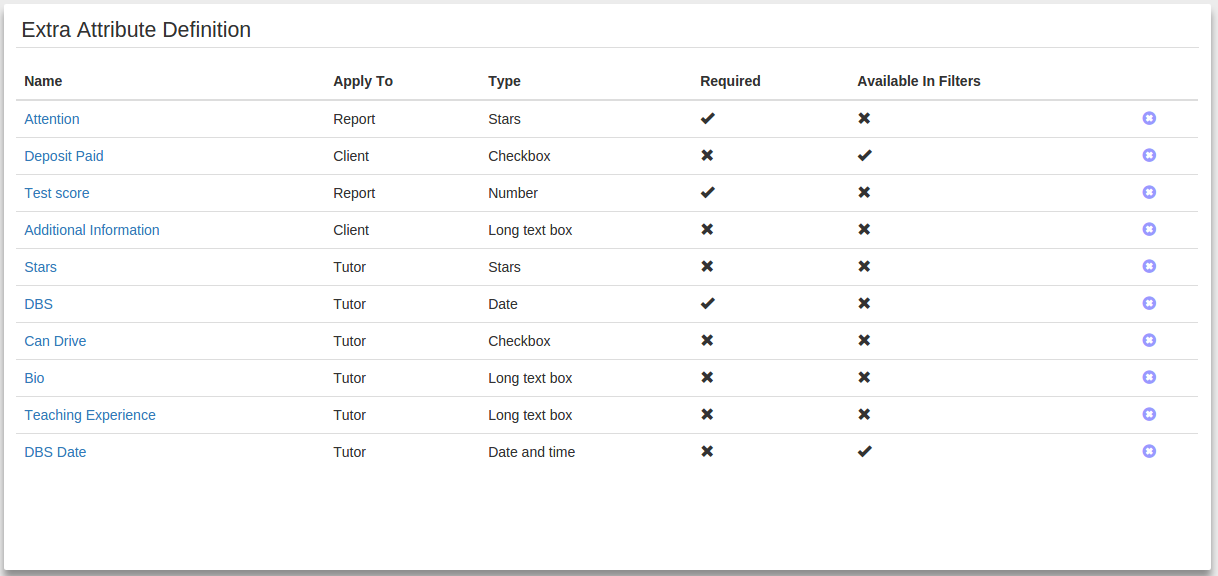 Extra Attribute Definition
Name Apply To Type Required Available In Filters
Attention Report Stars
Deposit Paid Client Checkbox
Test score Report Number
Additional Information Client Long text box
Stars Tutor Stars
DBS Tutor Date
Can Drive Tutor Checkbox
Bio Tutor Long text box
Teaching Experience Tutor Long text box
DBS Date Tutor Date and time